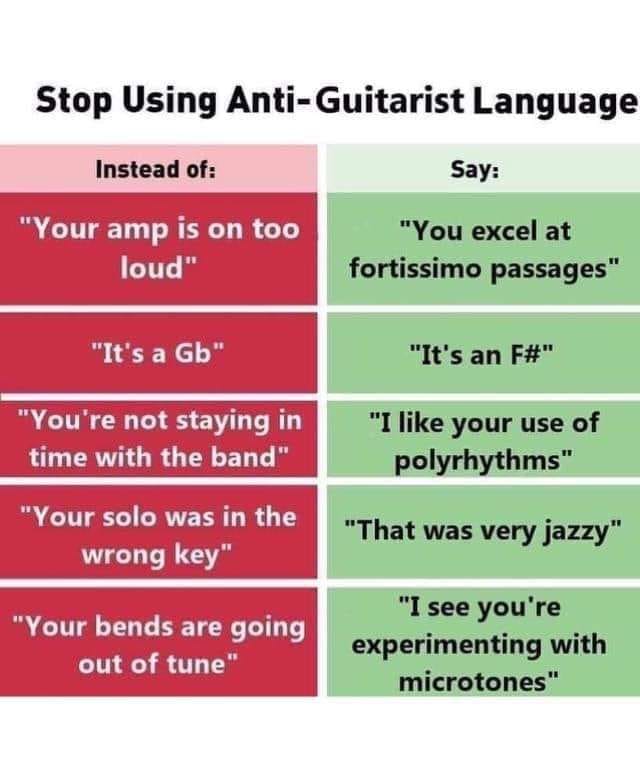 Stop Using Anti-Guitarist Language
Instead of:
Say:
"Your amp is on too
loud"
"You excel at
fortissimo passages"
"It's a Gb"
"It's an F#"
"You're not staying in
time with the band"
"I like your use of
polyrhythms"
"Your solo was in the
wrong key"
"That was very jazzy"
"Your bends are going
out of tune"
"I see you're
experimenting with
microtones"